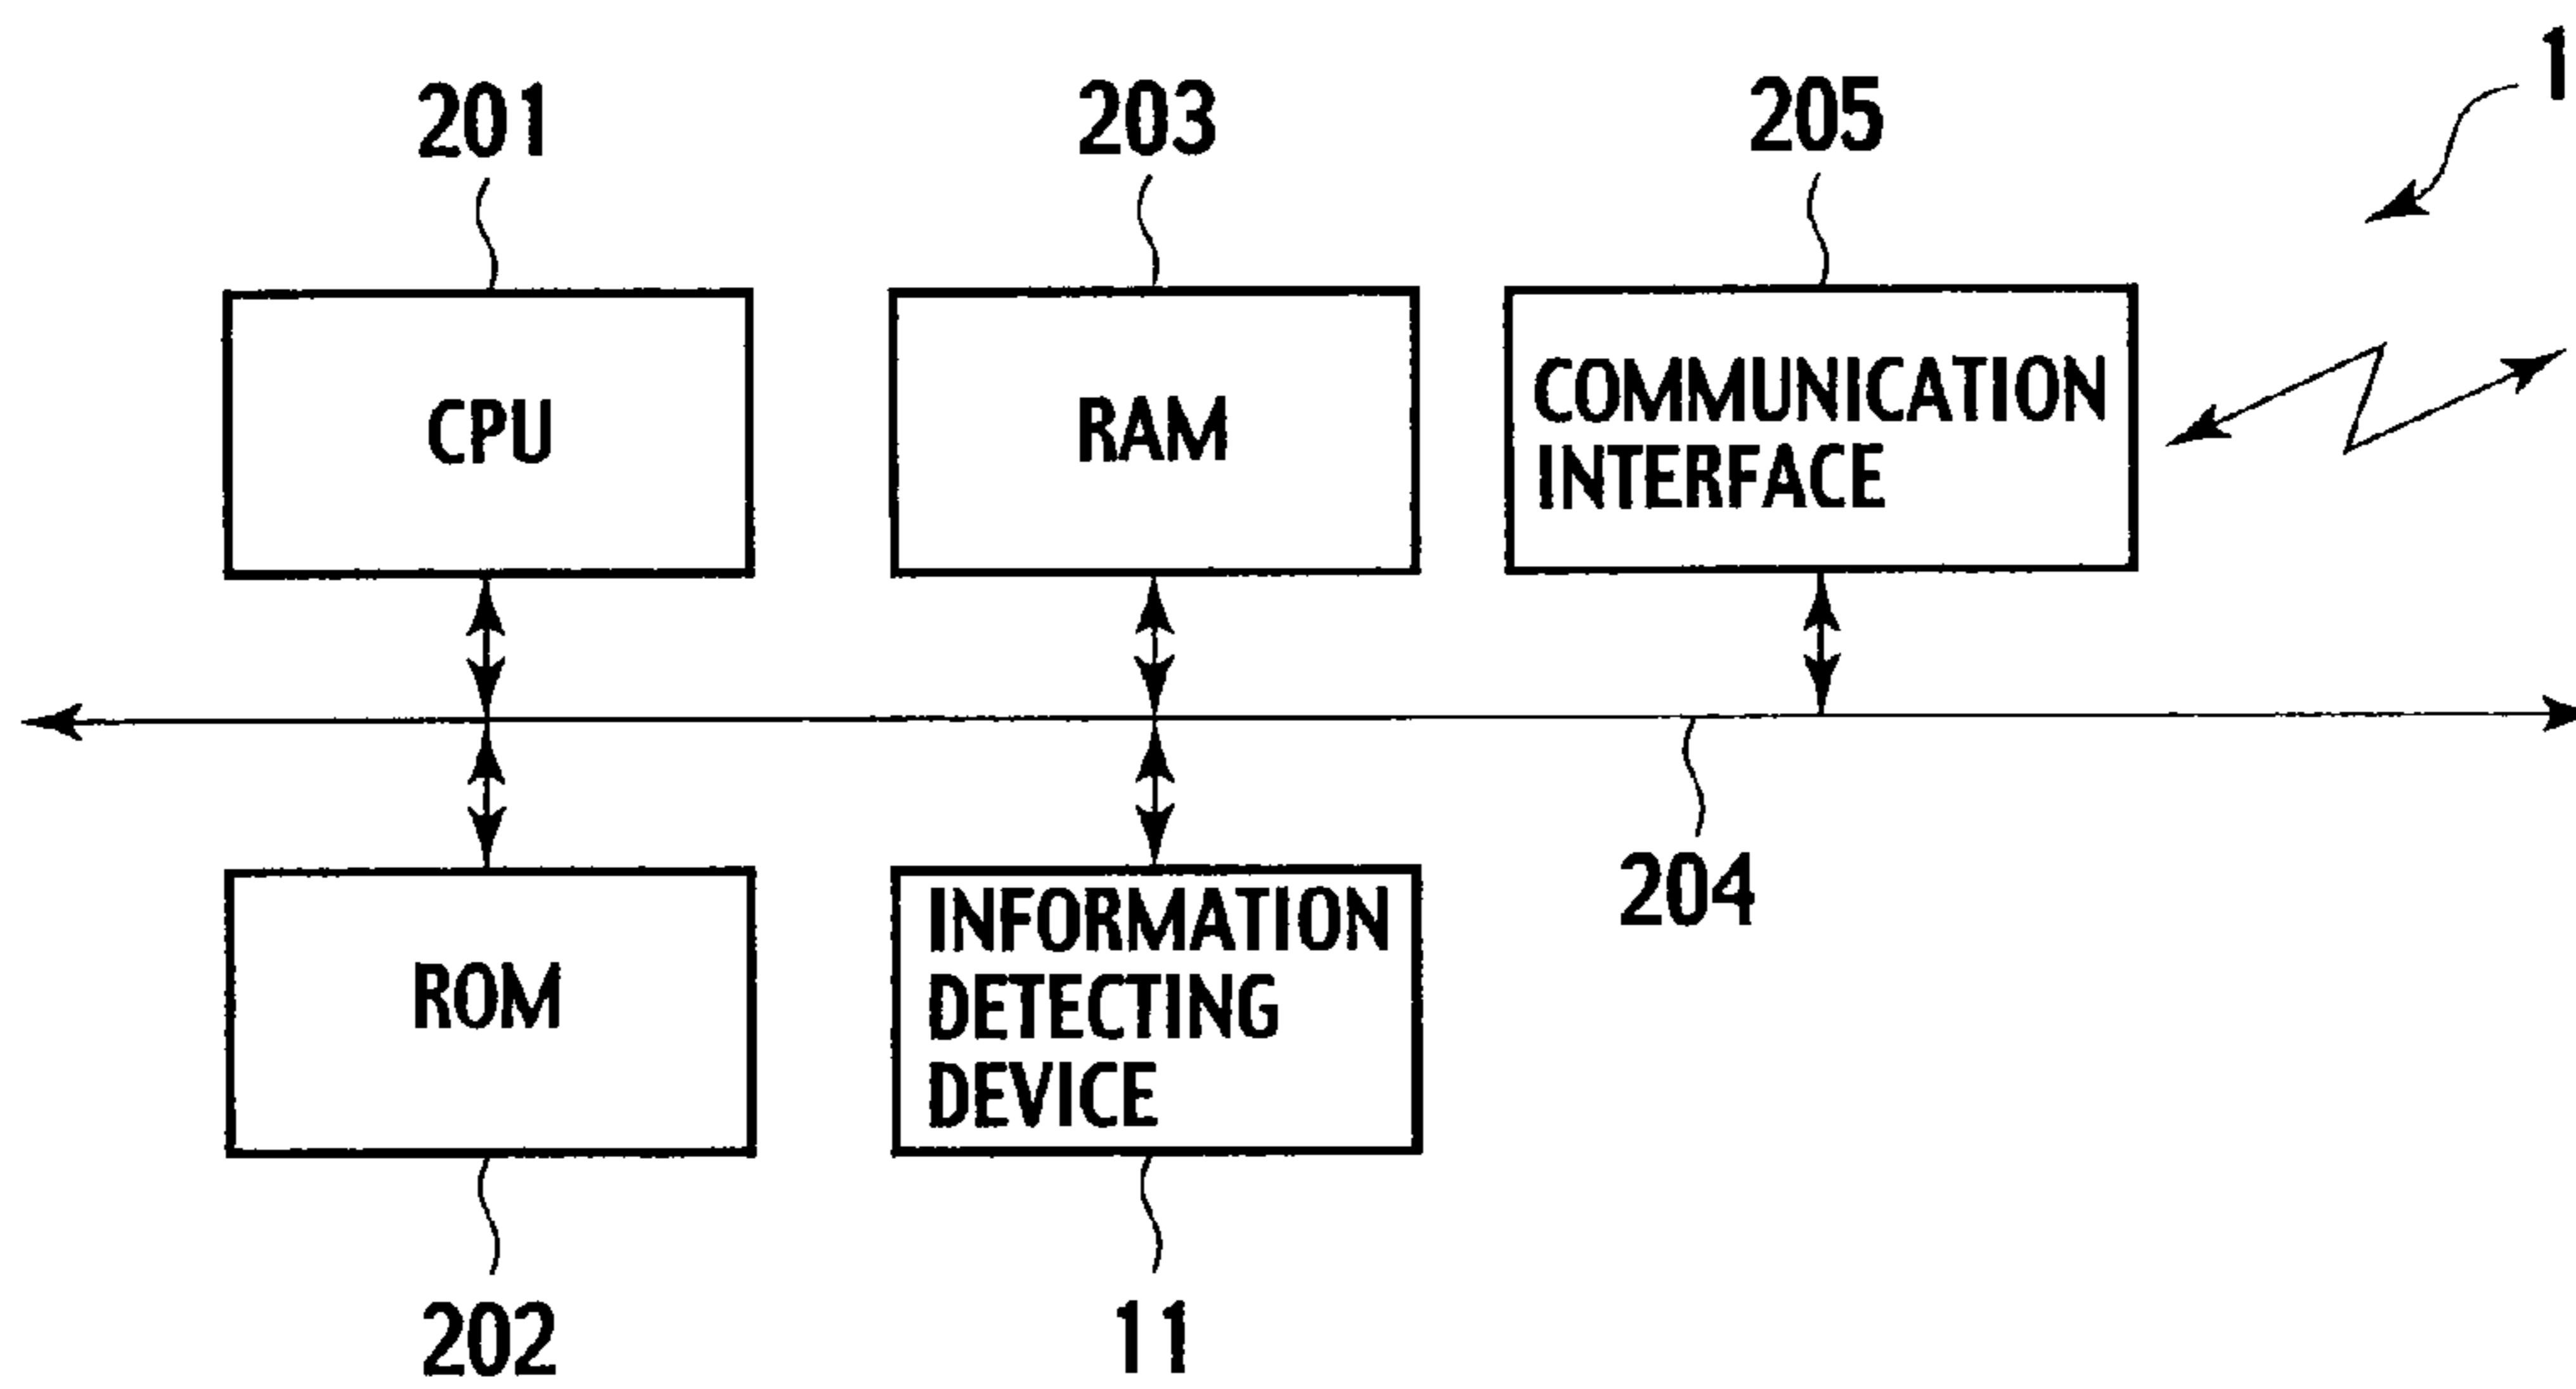 1
201
203
205
CPU
RAM
COMMUNICATION
INTERFACE
204
ROM
INFORMATION
DETECTING
DEVICE
202
11